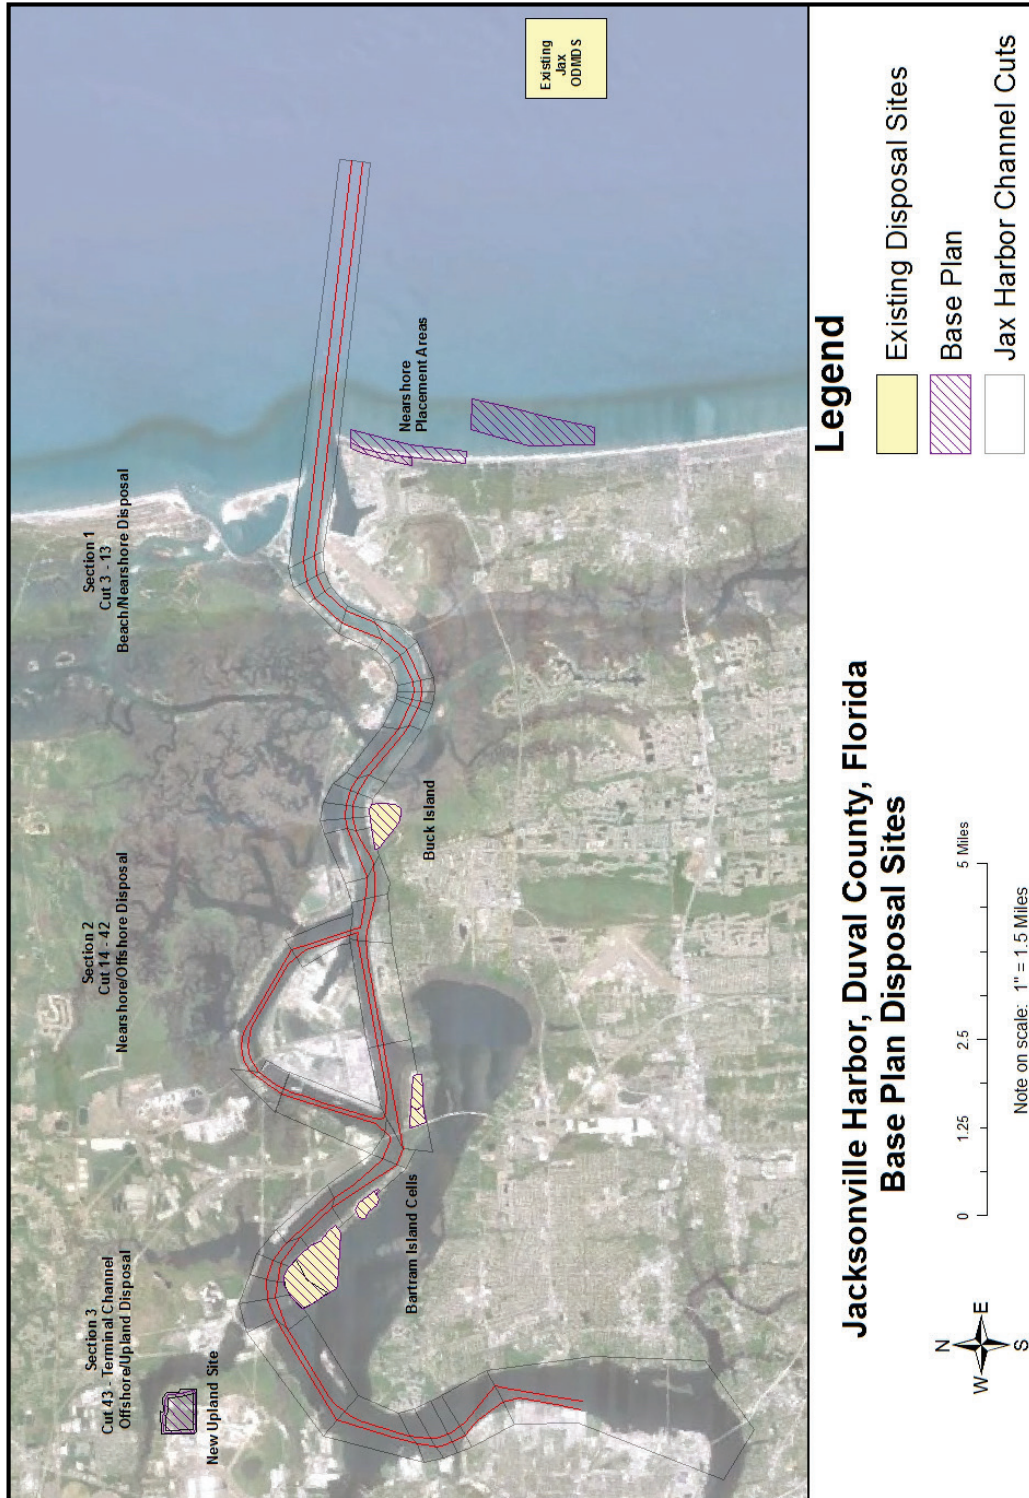 Existing
Jax
ODMDS
Section 1
Cut 3 - 13
Beach/Nearshore Disposal
Nearshore
Placement Areas
Section 2
Cut 14 - 42
Nearshore/Offshore Disposal
Buck Island
Section 3
Cut 43 - Terminal Channel
Offshore/Upland Disposal
New Upland Site
Bartram Island Cells
Jacksonville Harbor, Duval County, Florida
Base Plan Disposal Sites
N
W
E
S
0 1.25 2.5 5 Miles
Note on scale: 1" = 1.5 Miles
Legend
Existing Disposal Sites
Base Plan
Jax Harbor Channel Cuts